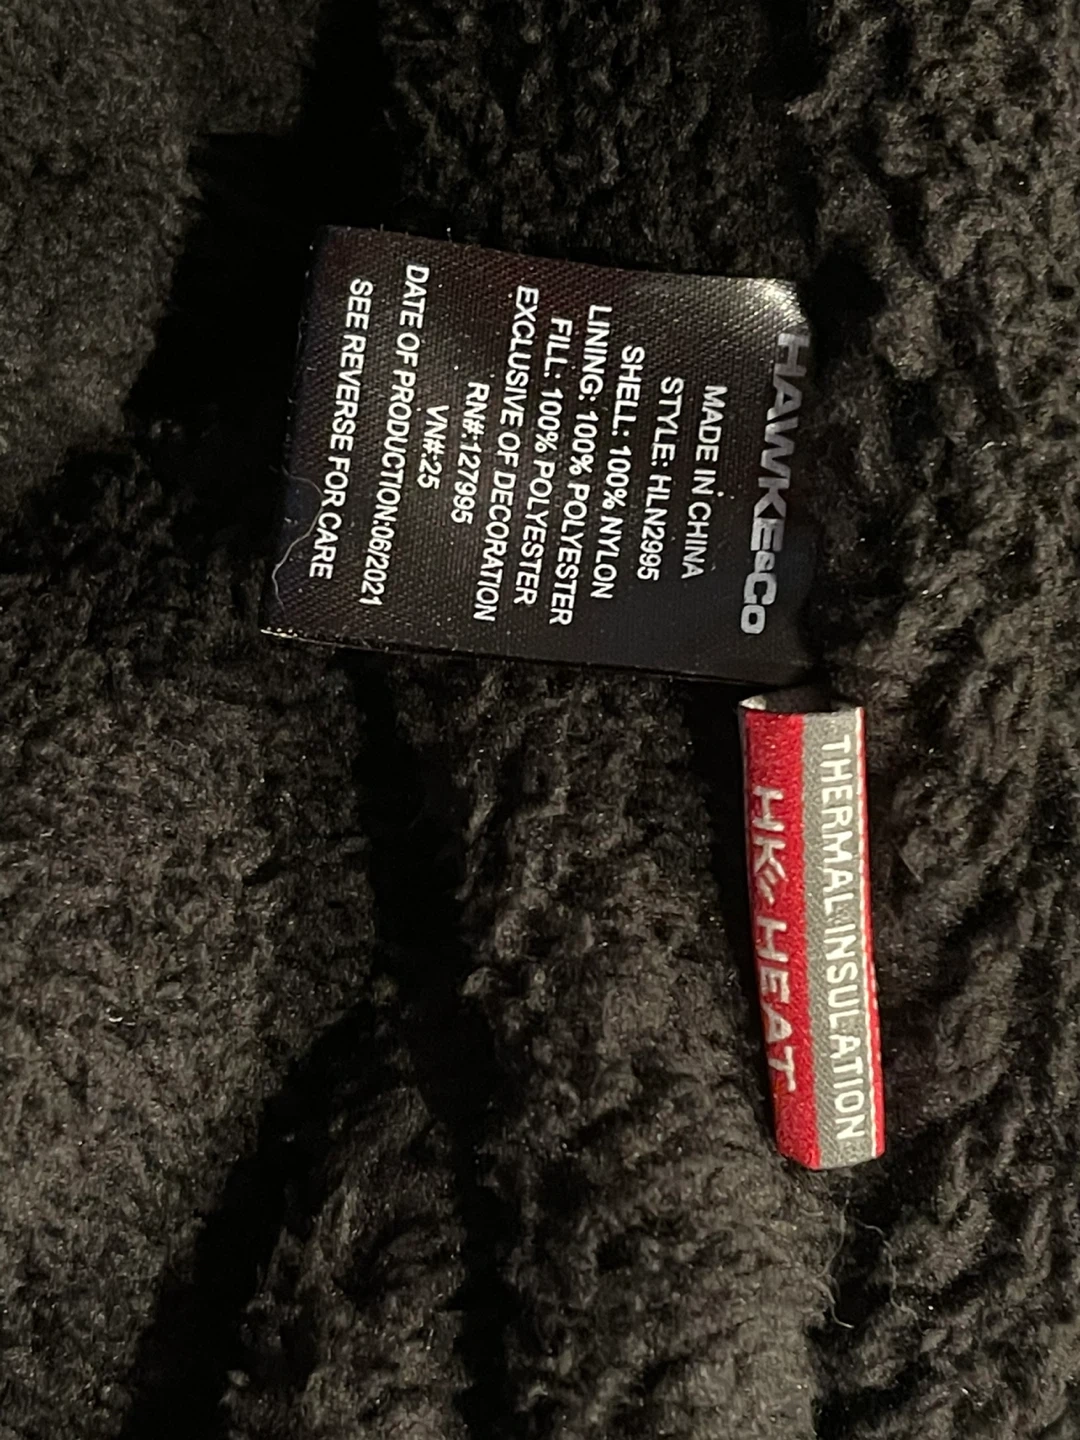 HAWKE&Co
MADE IN CHINA
STYLE: HLN2995
SHELL: 100% NYLON
LINING: 100% POLYESTER
FILL: 100% POLYESTER
EXCLUSIVE OF DECORATION
RN#:127995
VN#:25
DATE OF PRODUCTION:06/2021
SEE REVERSE FOR CARE
THERMAL INSULATION
HK HEAT